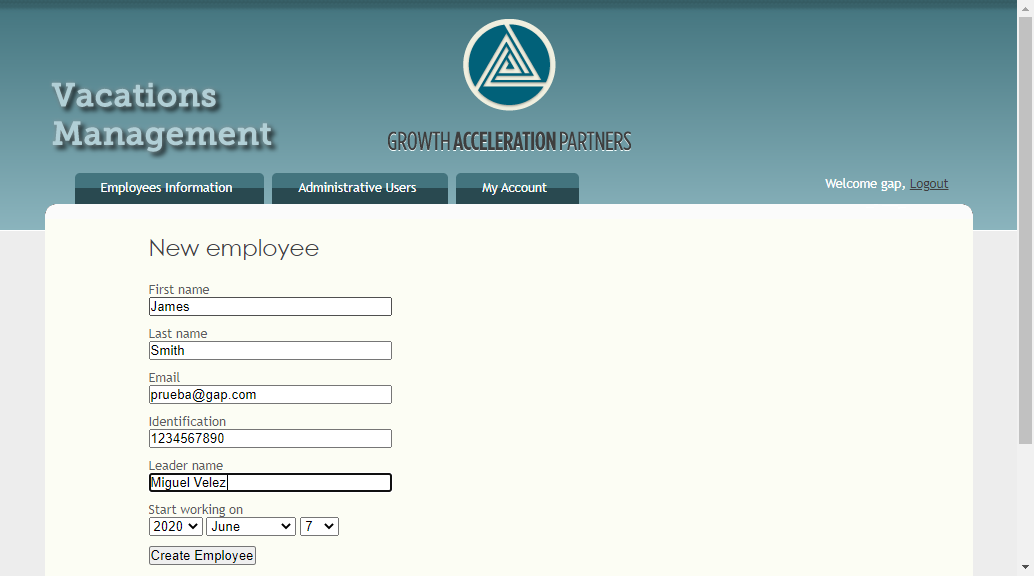 Vacations
Management
GROWTH ACCELERATION PARTNERS
Employees Information Administrative Users My Account Welcome gap, Logout
New employee
First name
James
Last name
Smith
Email
prueba@gap.com
Identification
1234567890
Leader name
Miguel Velez
Start working on
2020 June 7
Create Employee